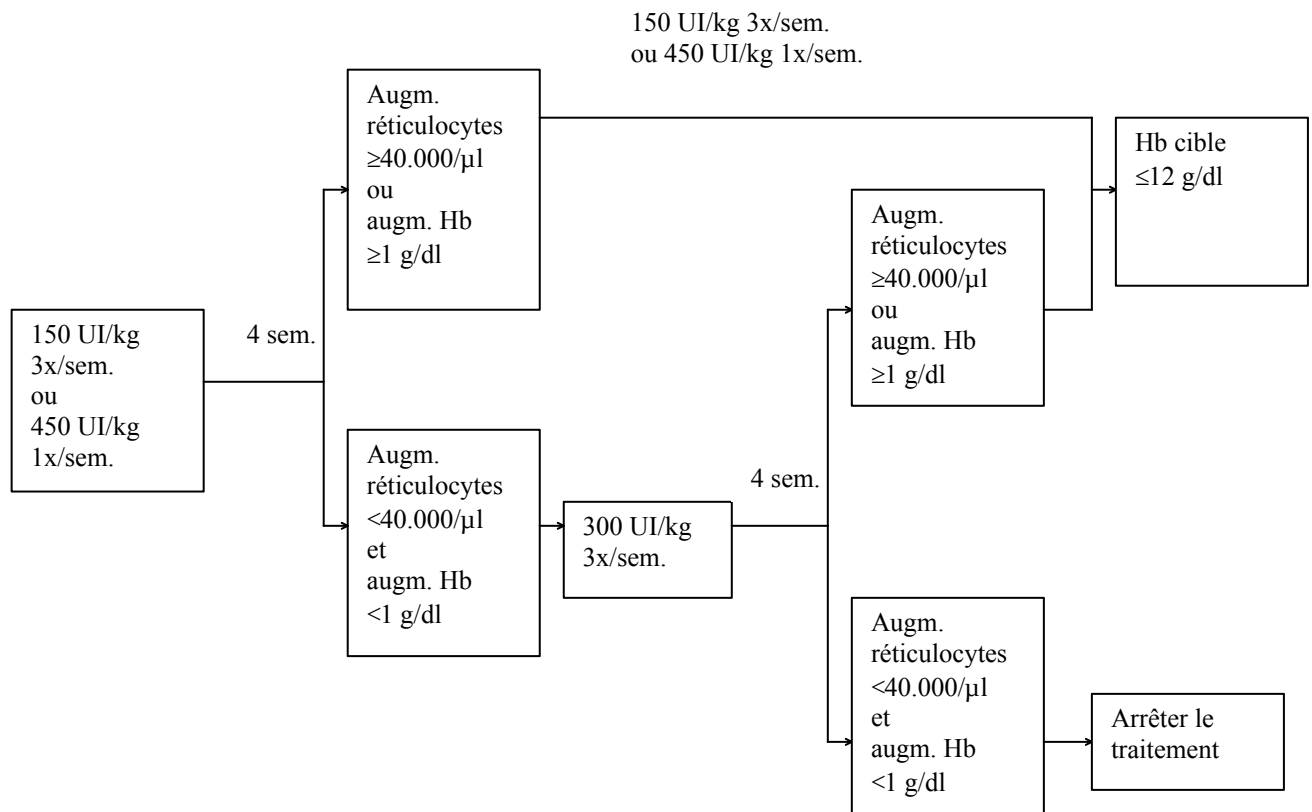 150 UI/kg 3x/sem.
ou 450 UI/kg 1x/sem.
150 UI/kg
3x/sem.
ou
450 UI/kg
1x/sem.
4 sem.
Augm.
réticulocytes
≥40.000/µl
ou
augm. Hb
≥1 g/dl
Augm.
réticulocytes
<40.000/µl
et
augm. Hb
<1 g/dl
300 UI/kg
3x/sem.
4 sem.
Augm.
réticulocytes
≥40.000/µl
ou
augm. Hb
≥1 g/dl
Augm.
réticulocytes
<40.000/µl
et
augm. Hb
<1 g/dl
Hb cible
≤12 g/dl
Arrêter le
traitement